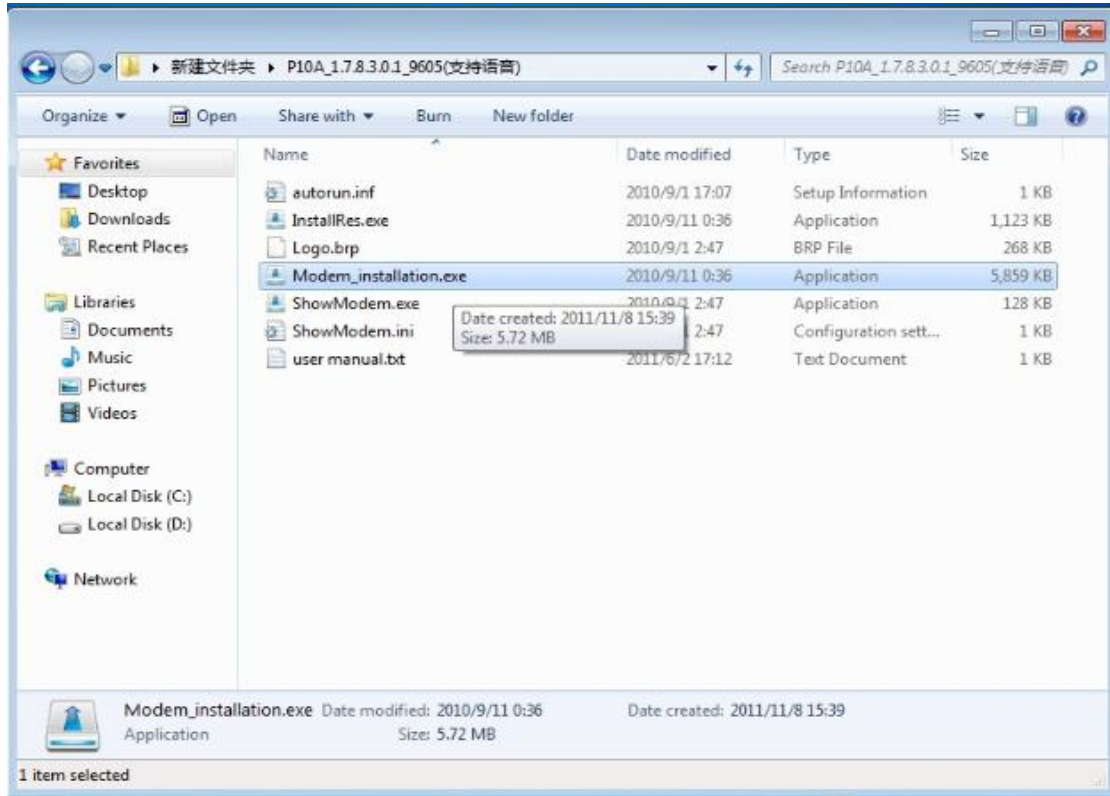 新建文件夹 P10A_1.7.8.3.0.1_9605(支持语音) Search P10A_1.7.8.3.0.1_9605(支持语音)
Organize Open Share with Burn New folder
Favorites
Desktop
Downloads
Recent Places
Libraries
Documents
Music
Pictures
Videos
Computer
Local Disk (C:)
Local Disk (D:)
Network
Name Date modified Type Size
autorun.inf 2010/9/1 17:07 Setup Information 1 KB
InstallRes.exe 2010/9/11 0:36 Application 1,123 KB
Logo.brp 2010/9/1 2:47 BRP File 268 KB
Modem_installation.exe 2010/9/11 0:36 Application 5,859 KB
ShowModem.exe 2010/9/1 2:47 Application 128 KB
ShowModem.ini 2:47 Configuration sett... 1 KB
user manual.txt 2011/6/2 17:12 Text Document 1 KB
Date created: 2011/11/8 15:39
Size: 5.72 MB
Modem_installation.exe Date modified: 2010/9/11 0:36 Date created: 2011/11/8 15:39
Application Size: 5.72 MB
1 item selected